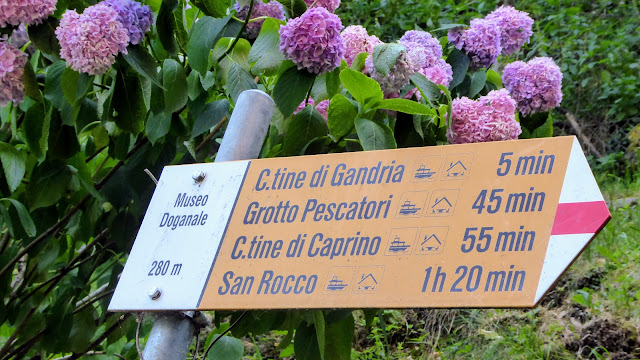 Museo
Doganale
280 m
C.tine di Gandria 5 min
Grotto Pescatori 45 min
C.tine di Caprino 55 min
San Rocco 1h 20 min